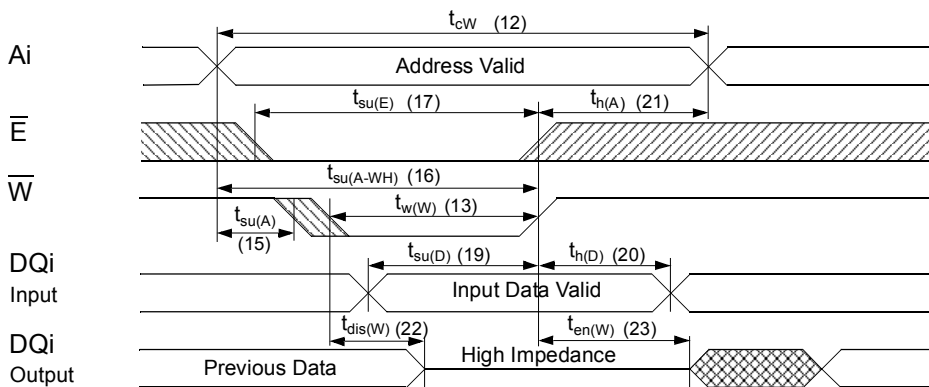 t_cW (12)
Ai
Address Valid
t_su(E) (17)
t_h(A) (21)
E̅
t_su(A-WH) (16)
W̅
t_su(A) (15)
t_w(W) (13)
DQi
Input
t_su(D) (19)
t_h(D) (20)
Input Data Valid
t_dis(W) (22)
t_en(W) (23)
DQi
Output
Previous Data
High Impedance